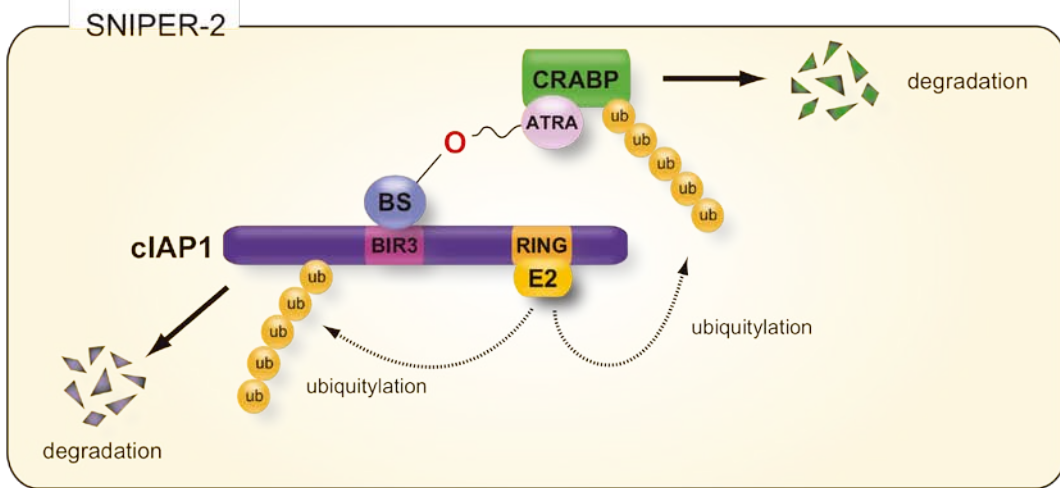 SNIPER-2
CRABP
degradation
ATRA
ub
ub
ub
ub
ub
O
BS
cIAP1
BIR3
RING
E2
ub
ub
ub
ub
ub
ubiquitylation
ubiquitylation
degradation